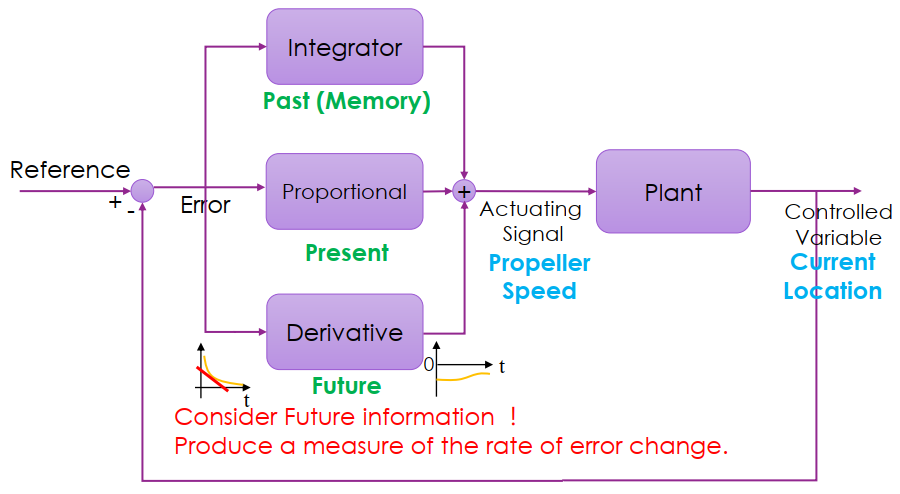 Integrator
Past (Memory)
Reference
+
-
Error
Proportional
Present
+
Actuating
Signal
Propeller
Speed
Plant
Controlled
Variable
Current
Location
Derivative
Future
t
0
t
Consider Future information !
Produce a measure of the rate of error change.